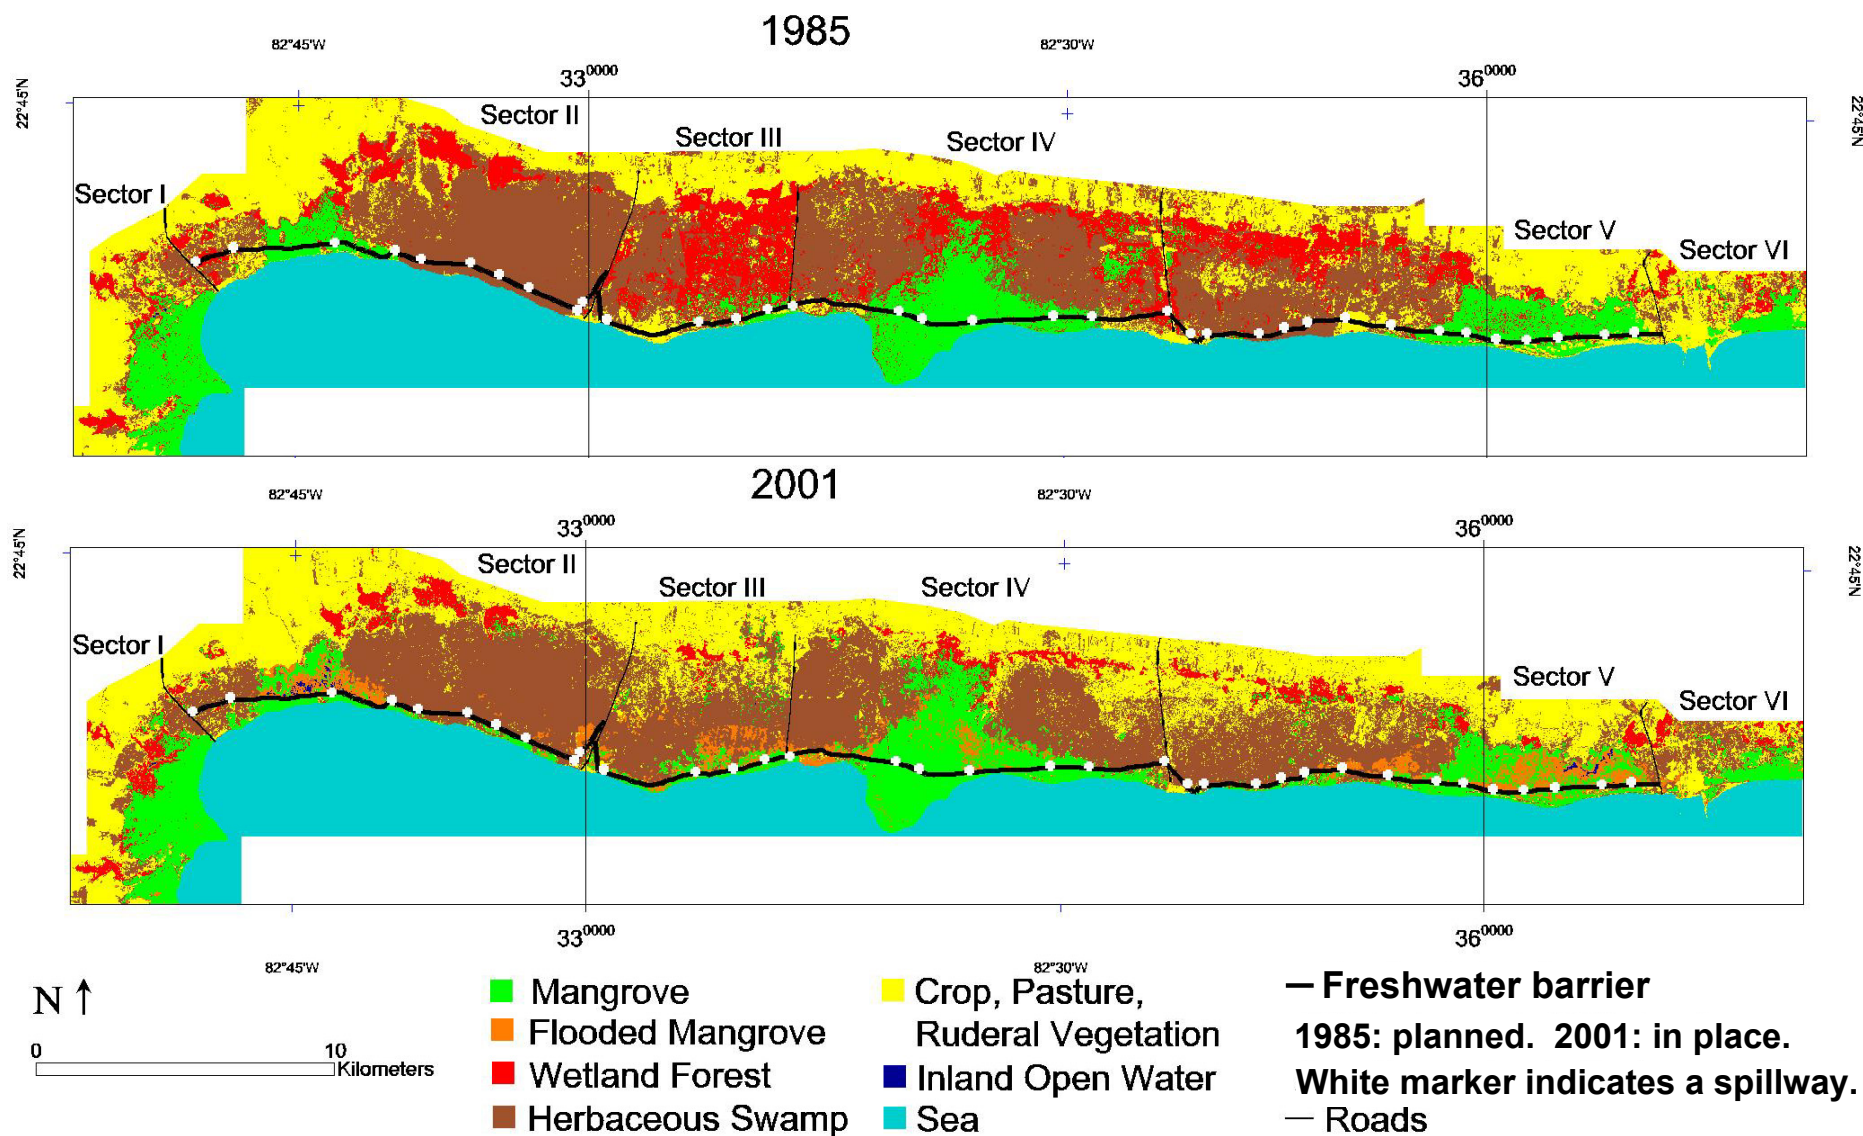 1985
82°45'W
82°30'W
33⁰⁰⁰⁰
36⁰⁰⁰⁰
22°45'N
22°45'N
Sector II
Sector III
Sector IV
Sector I
Sector V
Sector VI
2001
82°45'W
82°30'W
33⁰⁰⁰⁰
36⁰⁰⁰⁰
22°45'N
22°45'N
Sector II
Sector III
Sector IV
Sector I
Sector V
Sector VI
33⁰⁰⁰⁰
36⁰⁰⁰⁰
82°45'W
82°30'W
N ↑
0 10
Kilometers
Mangrove
Flooded Mangrove
Wetland Forest
Herbaceous Swamp
Crop, Pasture,
Ruderal Vegetation
Inland Open Water
Sea
Freshwater barrier
1985: planned. 2001: in place.
White marker indicates a spillway.
Roads